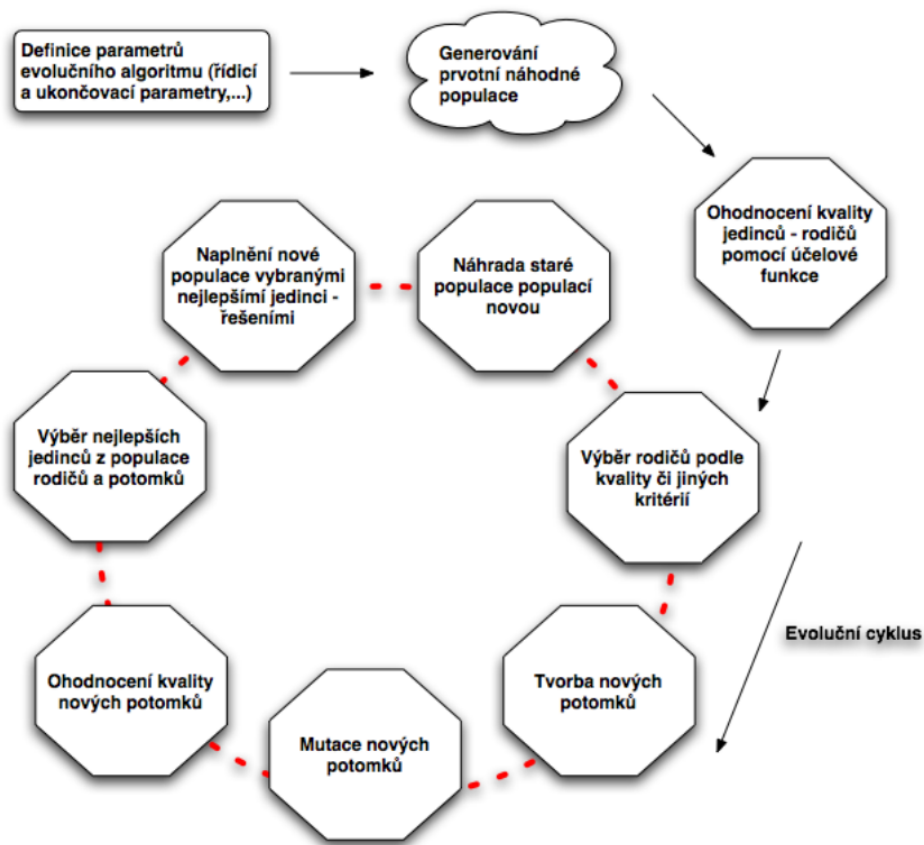 Definice parametrů
evolučního algoritmu (řídicí
a ukončovací parametry,...)
Generování
prvotní náhodné
populace
Ohodnocení kvality
jedinců - rodičů
pomocí účelové
funkce
Naplnění nové
populace vybranými
nejlepšímí jedinci -
řešeními
Náhrada staré
populace populací
novou
Výběr nejlepších
jedinců z populace
rodičů a potomků
Výběr rodičů podle
kvality či jiných
kritérií
Evoluční cyklus
Ohodnocení kvality
nových potomků
Tvorba nových
potomků
Mutace nových
potomků